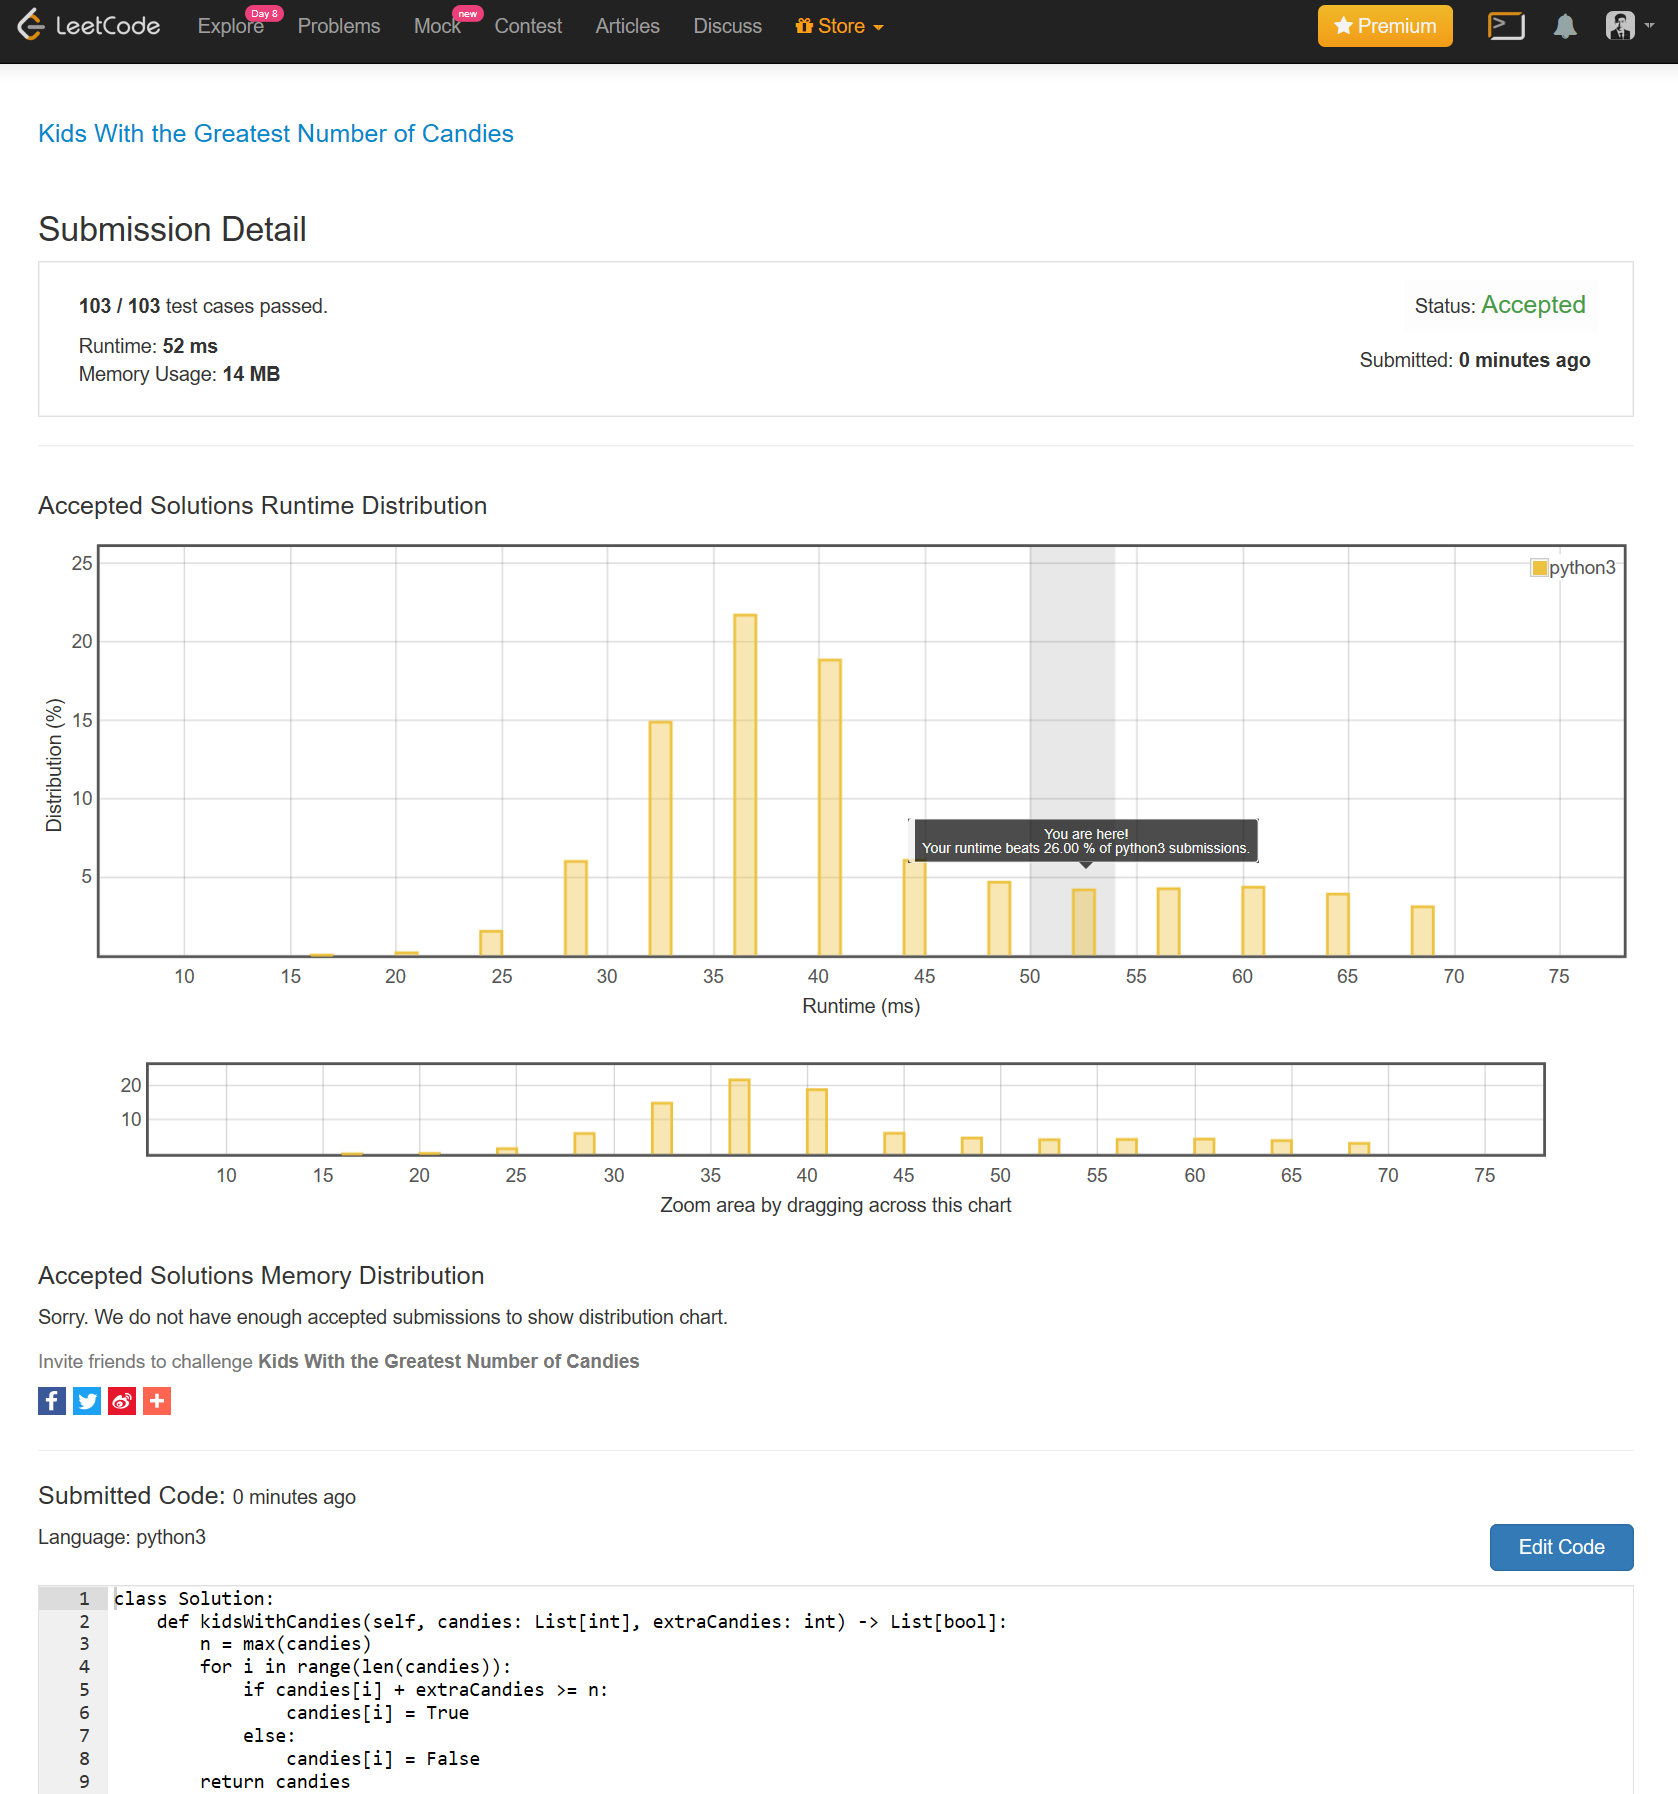 LeetCode Explore Day 8 Problems Mock new Contest Articles Discuss Store Premium
Kids With the Greatest Number of Candies
Submission Detail
103 / 103 test cases passed.
Status: Accepted
Runtime: 52 ms
Submitted: 0 minutes ago
Memory Usage: 14 MB
Accepted Solutions Runtime Distribution
25
python3
20
15
Distribution (%)
10
You are here!
Your runtime beats 26.00 % of python3 submissions.
5
10 15 20 25 30 35 40 45 50 55 60 65 70 75
Runtime (ms)
20
10
10 15 20 25 30 35 40 45 50 55 60 65 70 75
Zoom area by dragging across this chart
Accepted Solutions Memory Distribution
Sorry. We do not have enough accepted submissions to show distribution chart.
Invite friends to challenge Kids With the Greatest Number of Candies
Submitted Code: 0 minutes ago
Language: python3
Edit Code
1 class Solution:
2     def kidsWithCandies(self, candies: List[int], extraCandies: int) -> List[bool]:
3         n = max(candies)
4         for i in range(len(candies)):
5             if candies[i] + extraCandies >= n:
6                 candies[i] = True
7             else:
8                 candies[i] = False
9         return candies